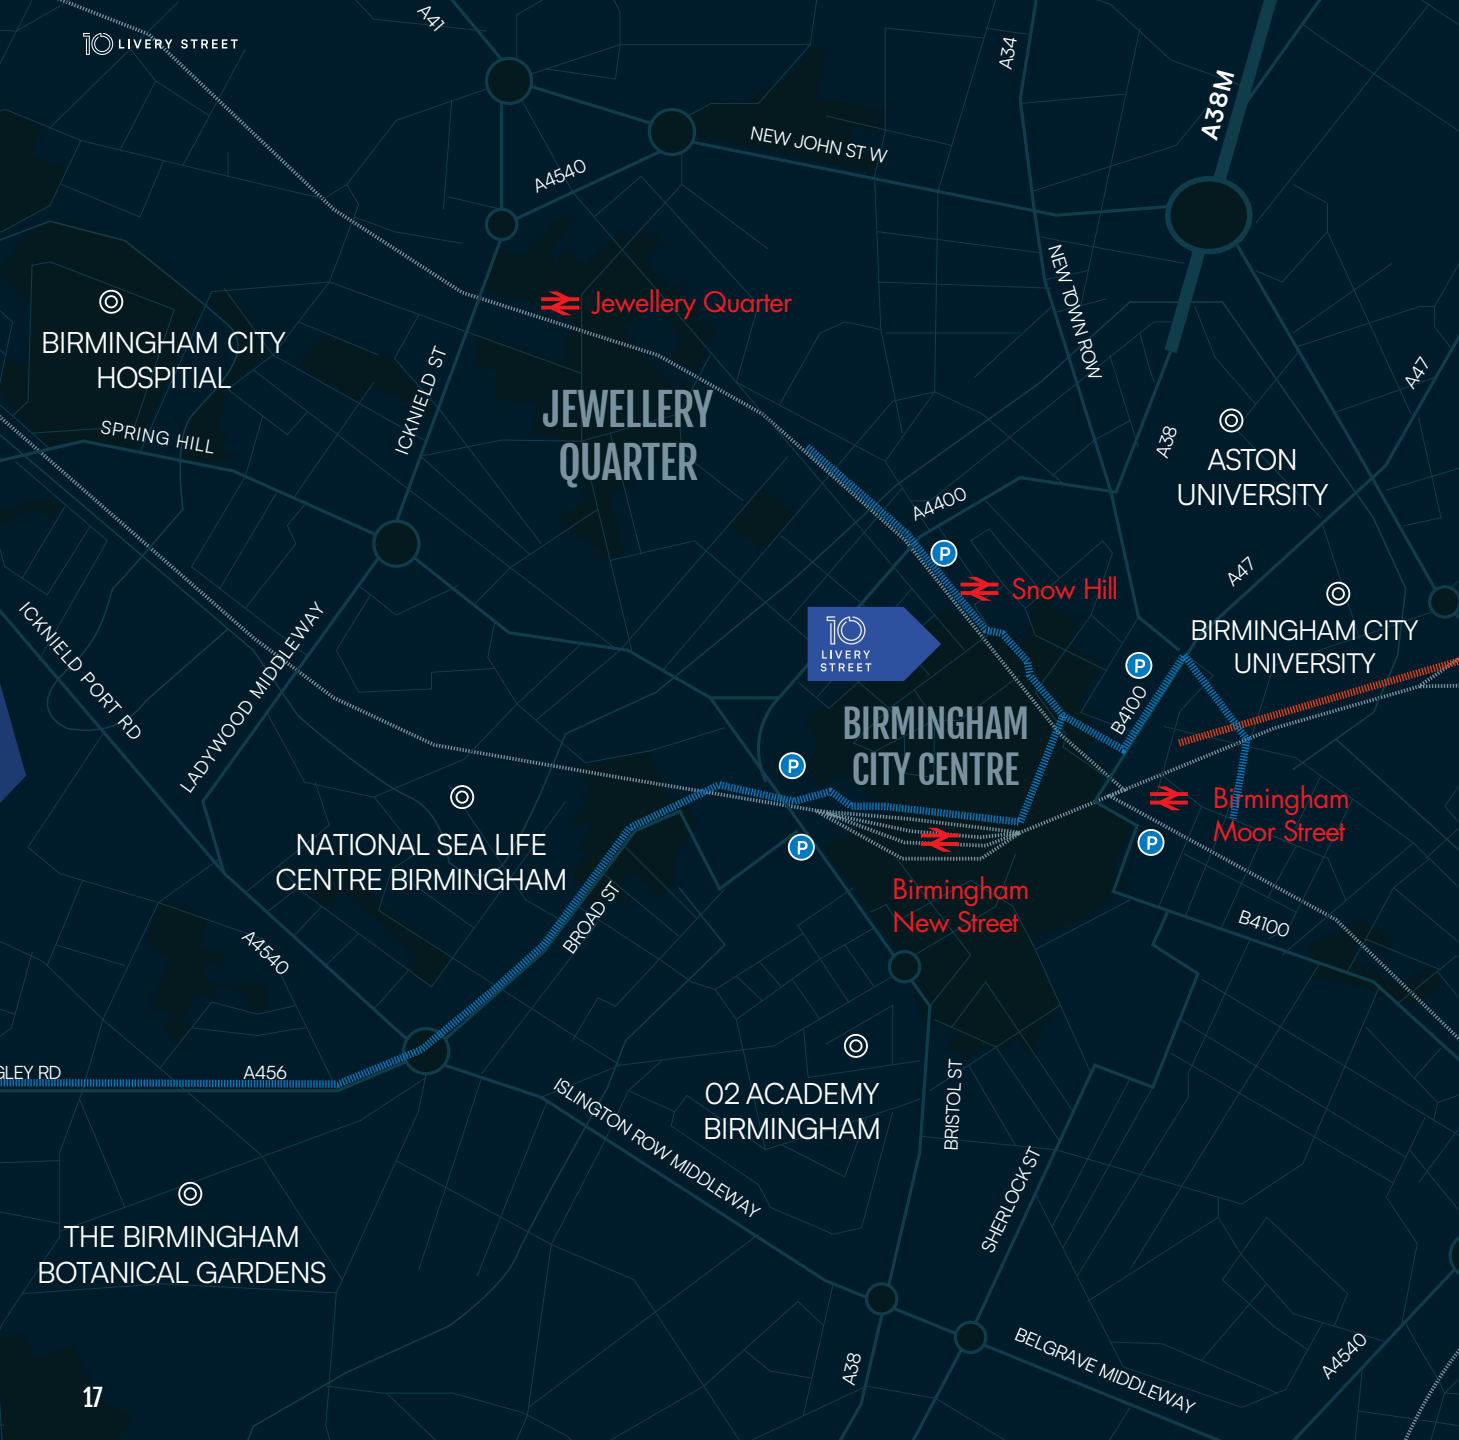 10 LIVERY STREET
A41
A34
A38M
NEW JOHN ST W
A4540
NEW TOWN ROW
Jewellery Quarter
BIRMINGHAM CITY
HOSPITIAL
ICKNIELD ST
SPRING HILL
JEWELLERY
QUARTER
A47
A38
ASTON
UNIVERSITY
A4400
P
Snow Hill
A47
BIRMINGHAM CITY
UNIVERSITY
10
LIVERY
STREET
ICKNIELD PORT RD
LADYWOOD MIDDLEWAY
P
B4100
BIRMINGHAM
CITY CENTRE
P
Birmingham
Moor Street
P
P
NATIONAL SEA LIFE
CENTRE BIRMINGHAM
Birmingham
New Street
BROAD ST
B4100
A4540
GLEY RD
A456
02 ACADEMY
BIRMINGHAM
ISLINGTON ROW MIDDLEWAY
BRISTOL ST
SHERLOCK ST
THE BIRMINGHAM
BOTANICAL GARDENS
A38
BELGRAVE MIDDLEWAY
A4540
17